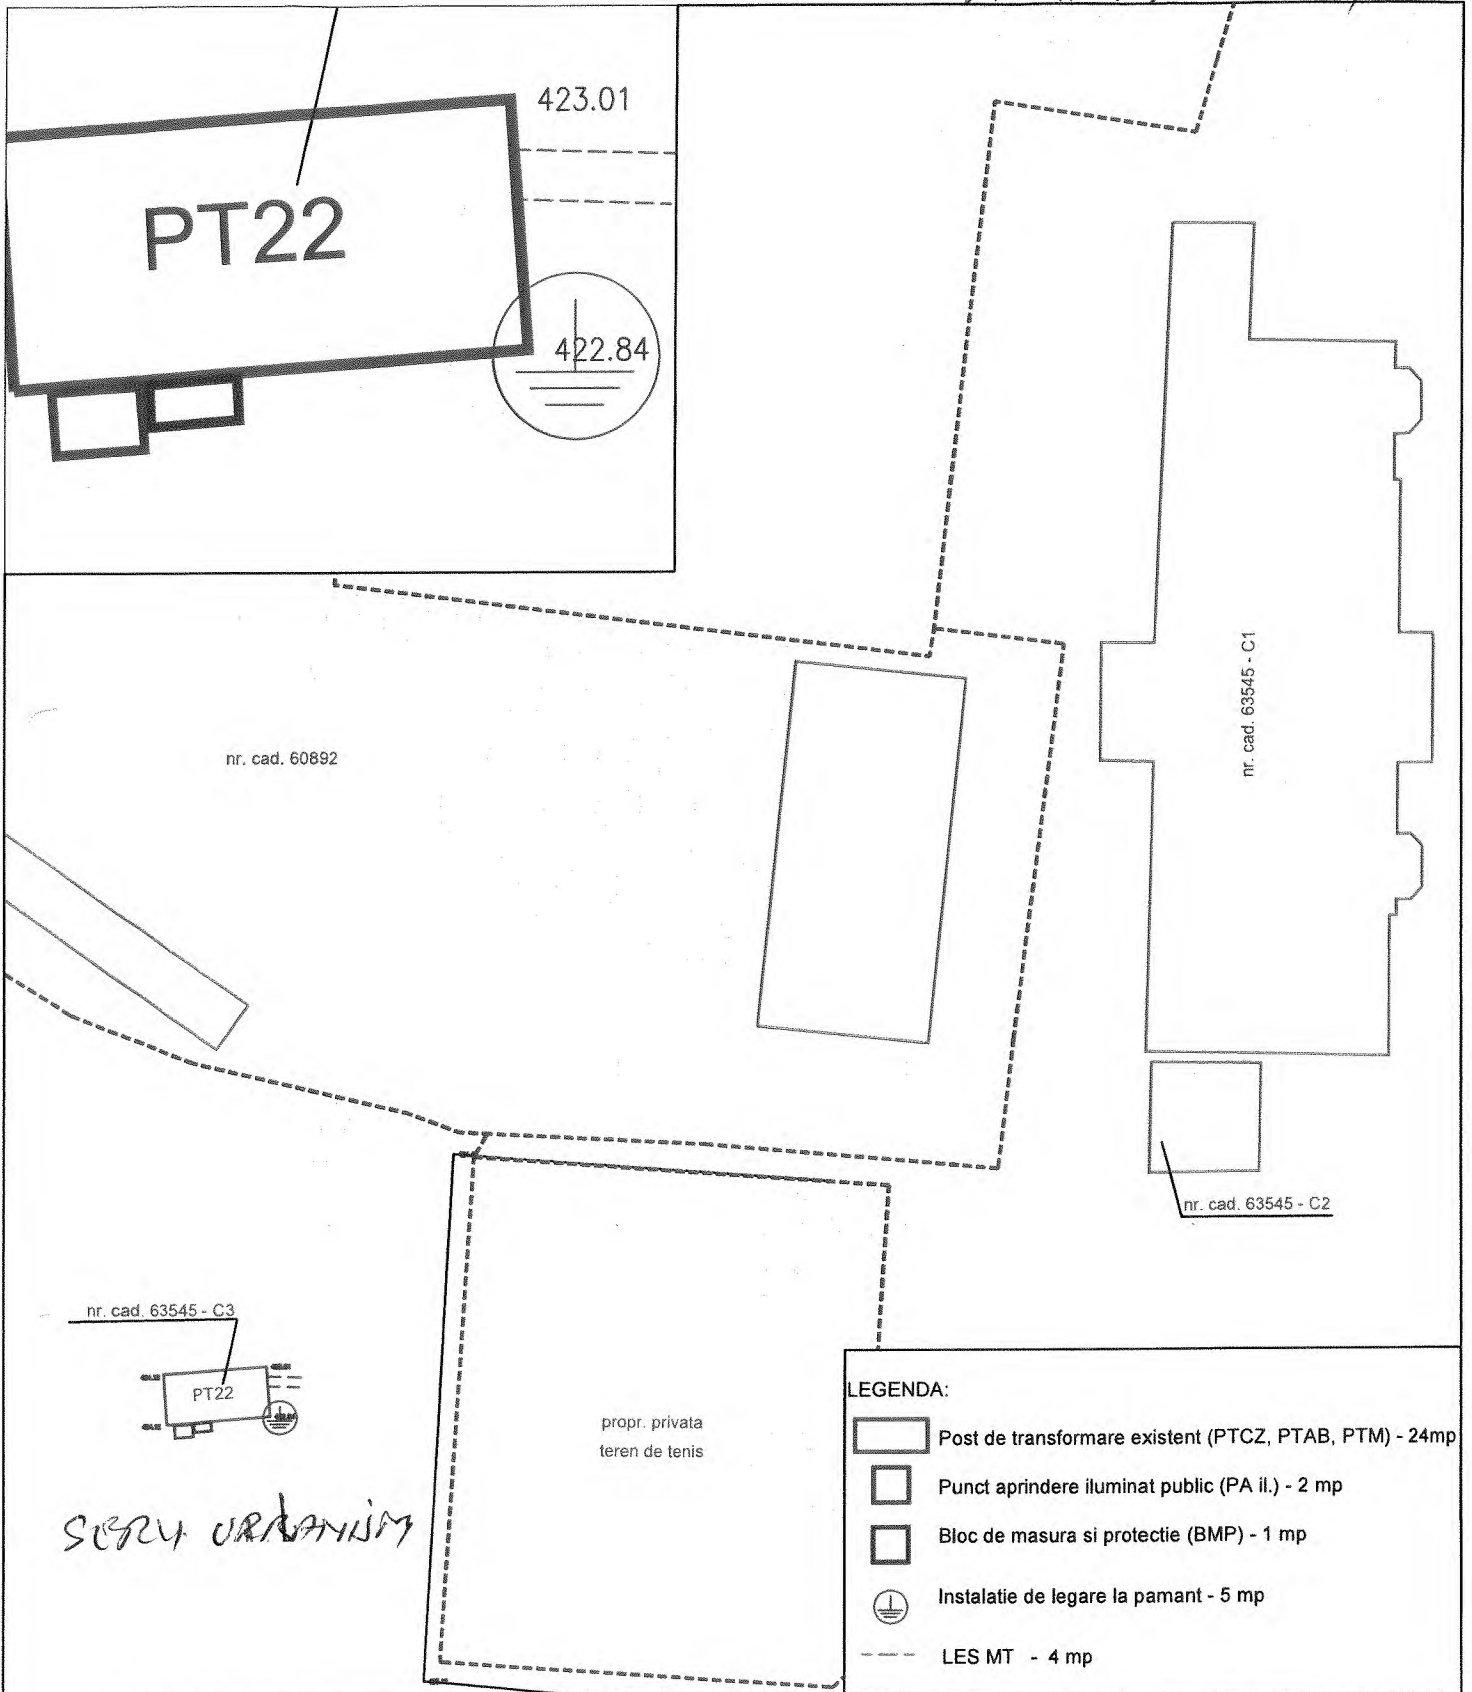 423.01
PT22
422.84
nr. cad. 60892
nr. cad. 63545 - C1
nr. cad. 63545 - C2
nr. cad. 63545 - C3
PT22
propr. privata
teren de tenis
LEGENDA:
Post de transformare existent (PTCZ, PTAB, PTM) - 24mp
Punct aprindere iluminat public (PA il.) - 2 mp
Bloc de masura si protectie (BMP) - 1 mp
Instalatie de legare la pamant - 5 mp
LES MT - 4 mp